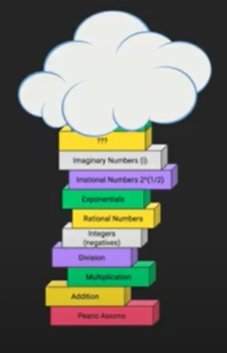 ???
Imaginary Numbers (i)
Irrational Numbers 2^(1/2)
Exponentials
Rational Numbers
Integers
(negatives)
Division
Multiplication
Addition
Peano Axioms